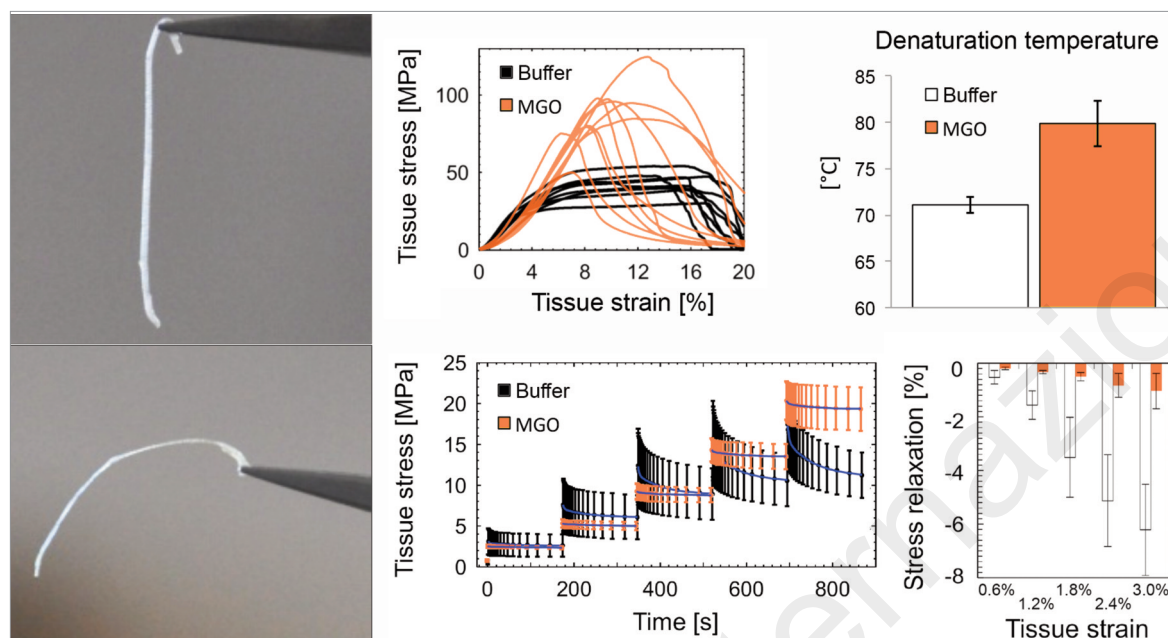 Tissue stress [MPa]
100
50
0
Buffer
MGO
0 4 8 12 16 20
Tissue strain [%]
Denaturation temperature
[°C]
85
80
75
70
65
60
Buffer
MGO
Tissue stress [MPa]
25
20
15
10
5
0
Buffer
MGO
0 200 400 600 800
Time [s]
Stress relaxation [%]
0
-2
-4
-6
-8
0.6% 1.8% 3.0%
1.2% 2.4%
Tissue strain